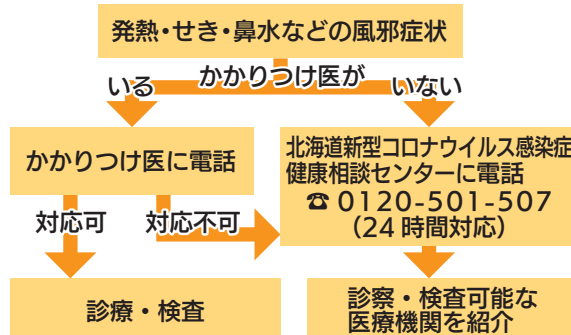 発熱・せき・鼻水などの風邪症状
かかりつけ医が
いる
いない
かかりつけ医に電話
北海道新型コロナウイルス感染症
健康相談センターに電話
☎ 0120-501-507
（24 時間対応）
対応可
対応不可
診療・検査
診察・検査可能な
医療機関を紹介